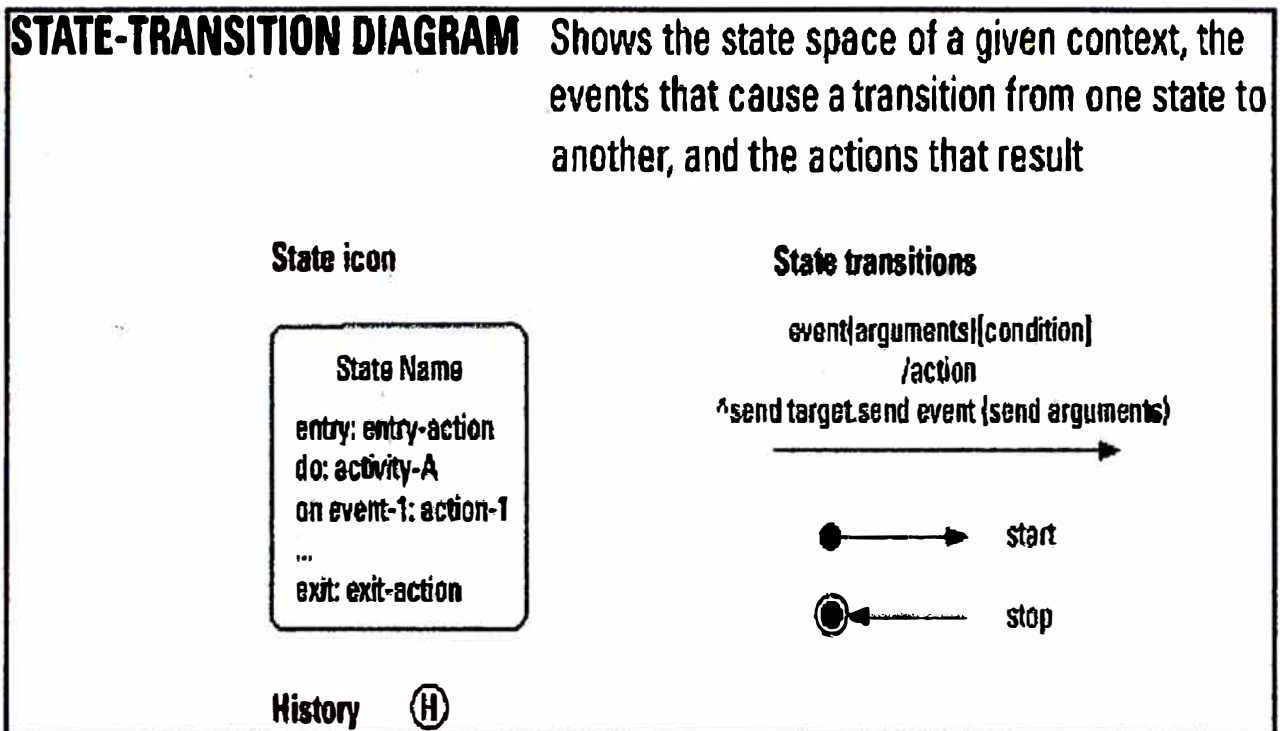 STATE-TRANSITION DIAGRAM Shows the state space of a given context, the
events that cause a transition from one state to
another, and the actions that result
State icon
State Name
entry: entry-action
do: activity-A
on event-1: action-1
...
exit: exit-action
History H
State transitions
event(arguments)[condition]
/action
^send target.send event (send arguments)
start
stop